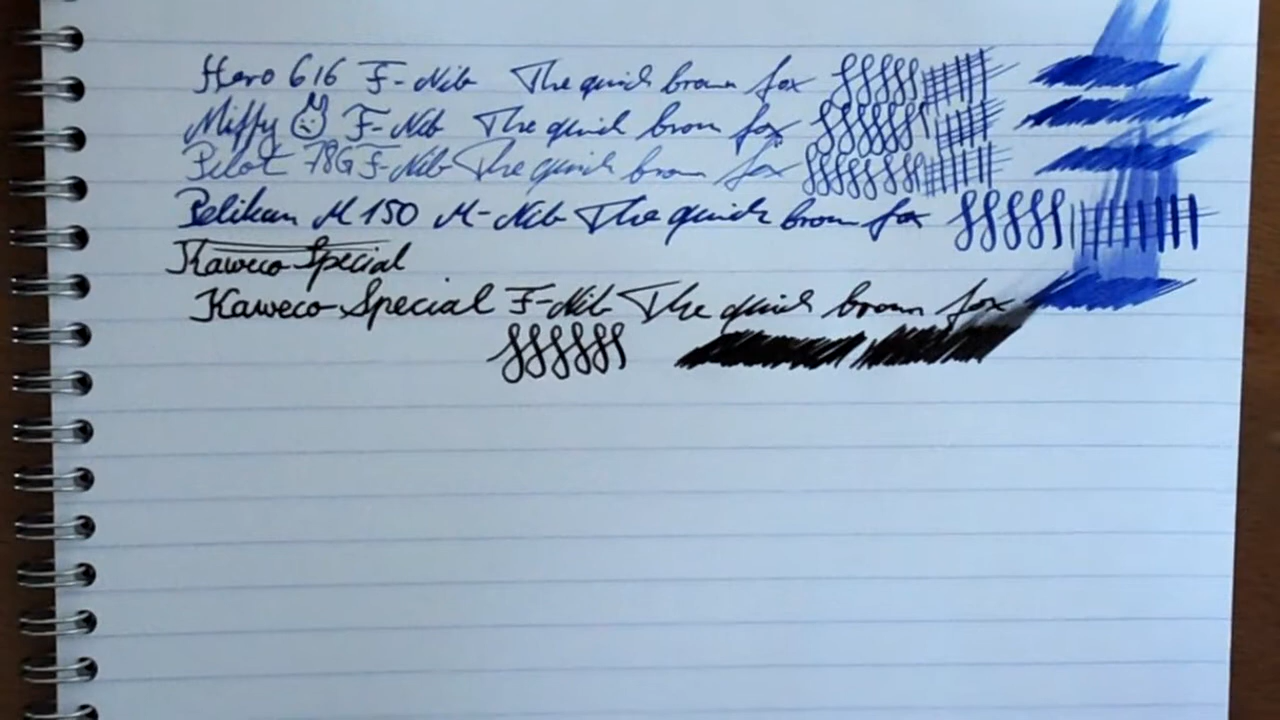 Hero 616 F-Nib The quick brown fox
Miffy F-Nib The quick brown fox
Pilot 78G F-Nib The quick brown fox
Pelikan M150 M-Nib The quick brown fox
Kaweco Special
Kaweco Special F-Nib The quick brown fox